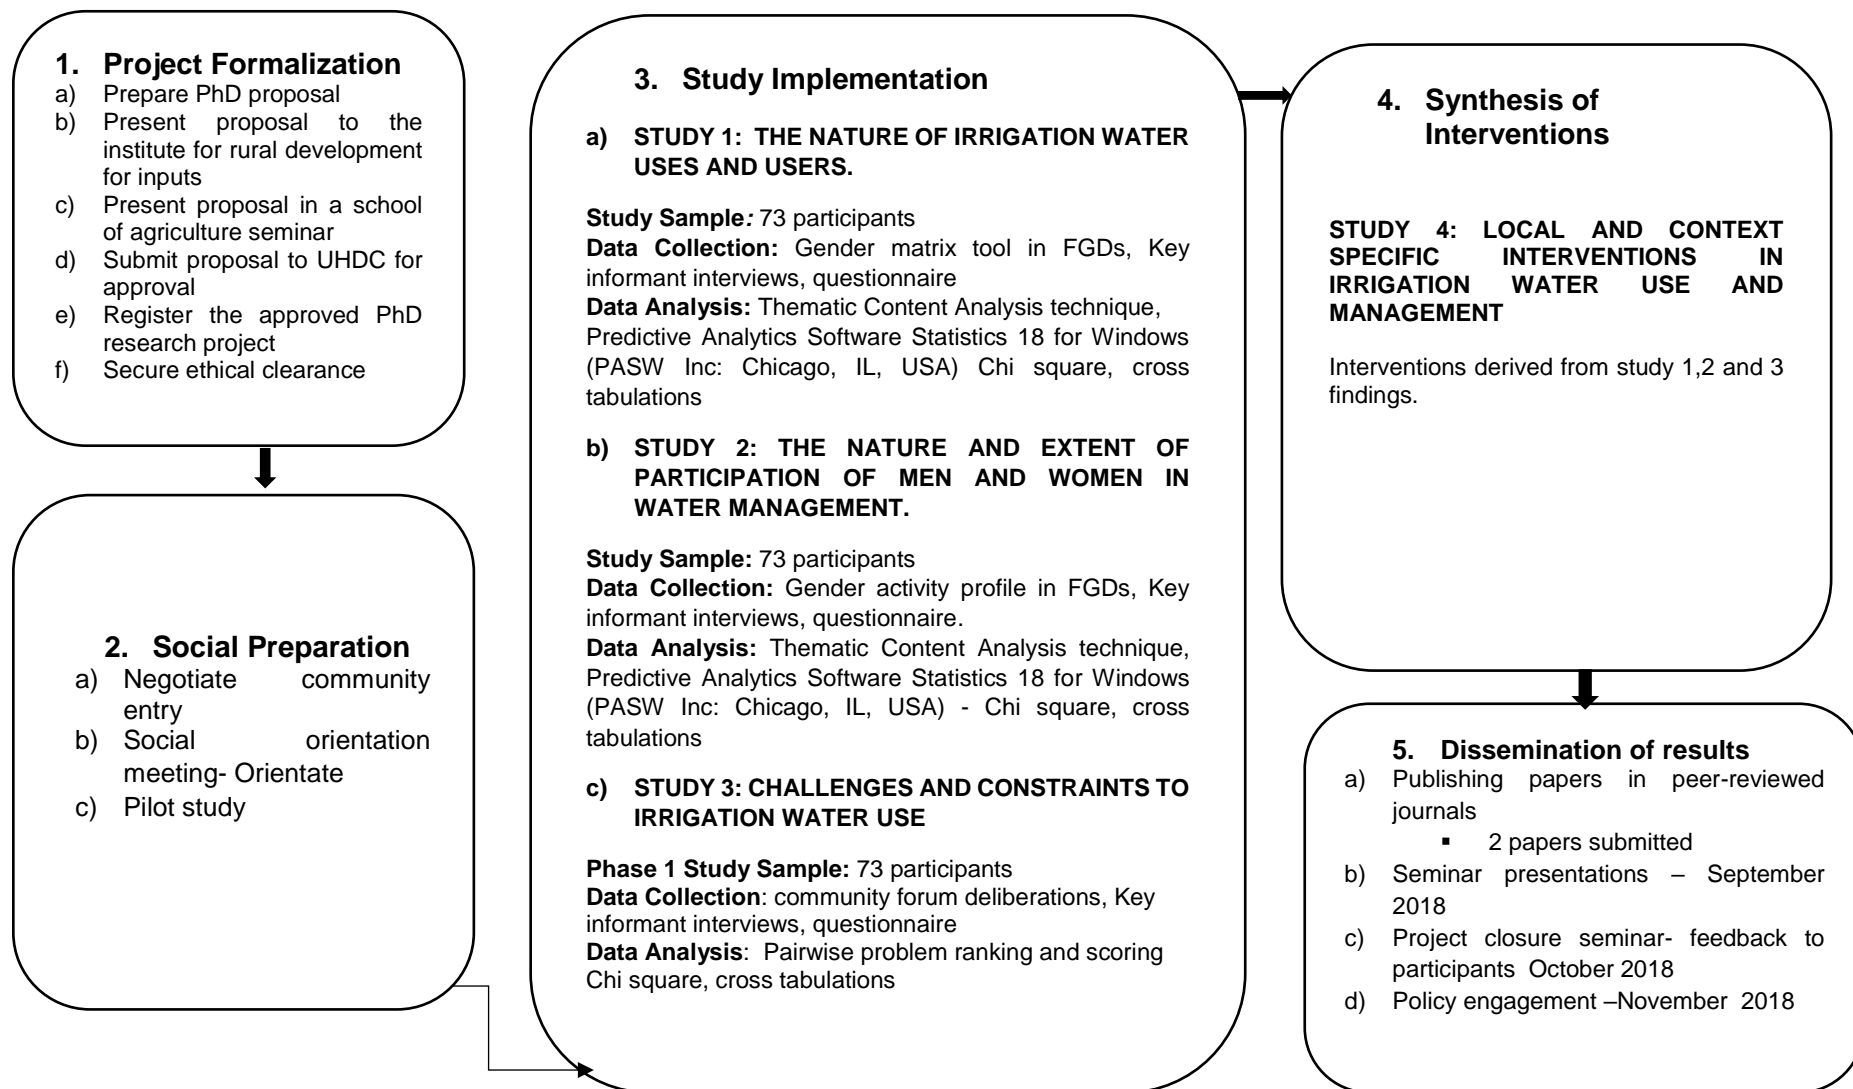 1. Project Formalization
a) Prepare PhD proposal
b) Present proposal to the
institute for rural development
for inputs
c) Present proposal in a school
of agriculture seminar
d) Submit proposal to UHDC for
approval
e) Register the approved PhD
research project
f) Secure ethical clearance
2. Social Preparation
a) Negotiate community
entry
b) Social orientation
meeting- Orientate
c) Pilot study
3. Study Implementation
a) STUDY 1: THE NATURE OF IRRIGATION WATER
USES AND USERS.
Study Sample: 73 participants
Data Collection: Gender matrix tool in FGDs, Key
informant interviews, questionnaire
Data Analysis: Thematic Content Analysis technique,
Predictive Analytics Software Statistics 18 for Windows
(PASW Inc: Chicago, IL, USA) Chi square, cross
tabulations
b) STUDY 2: THE NATURE AND EXTENT OF
PARTICIPATION OF MEN AND WOMEN IN
WATER MANAGEMENT.
Study Sample: 73 participants
Data Collection: Gender activity profile in FGDs, Key
informant interviews, questionnaire.
Data Analysis: Thematic Content Analysis technique,
Predictive Analytics Software Statistics 18 for Windows
(PASW Inc: Chicago, IL, USA) - Chi square, cross
tabulations
c) STUDY 3: CHALLENGES AND CONSTRAINTS TO
IRRIGATION WATER USE
Phase 1 Study Sample: 73 participants
Data Collection: community forum deliberations, Key
informant interviews, questionnaire
Data Analysis: Pairwise problem ranking and scoring
Chi square, cross tabulations
4. Synthesis of
Interventions
STUDY 4: LOCAL AND CONTEXT
SPECIFIC INTERVENTIONS IN
IRRIGATION WATER USE AND
MANAGEMENT
Interventions derived from study 1,2 and 3
findings.
5. Dissemination of results
a) Publishing papers in peer-reviewed
journals
▪ 2 papers submitted
b) Seminar presentations – September
2018
c) Project closure seminar- feedback to
participants October 2018
d) Policy engagement –November 2018